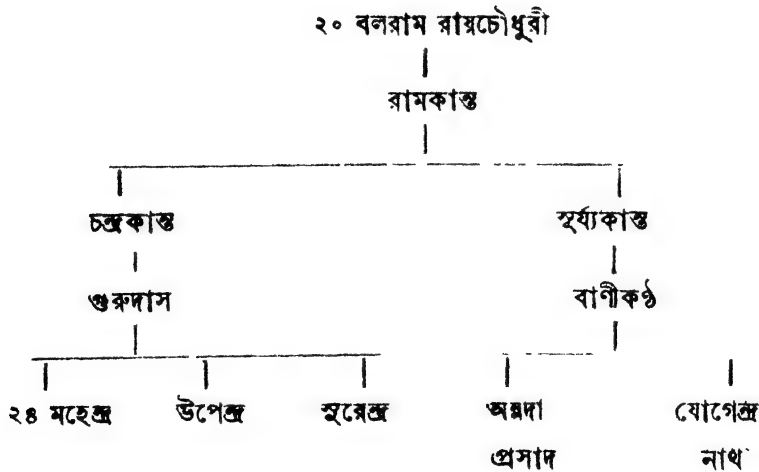 ২০ বলরাম রায়চৌধুরী
রামকান্ত
চন্দ্রকান্ত সূর্য্যকান্ত
গুরুদাস বাণীকণ্ঠ
২৪ মহেন্দ্র উপেন্দ্র সুরেন্দ্র অন্নদা যোগেন্দ্র
প্রসাদ নাথ